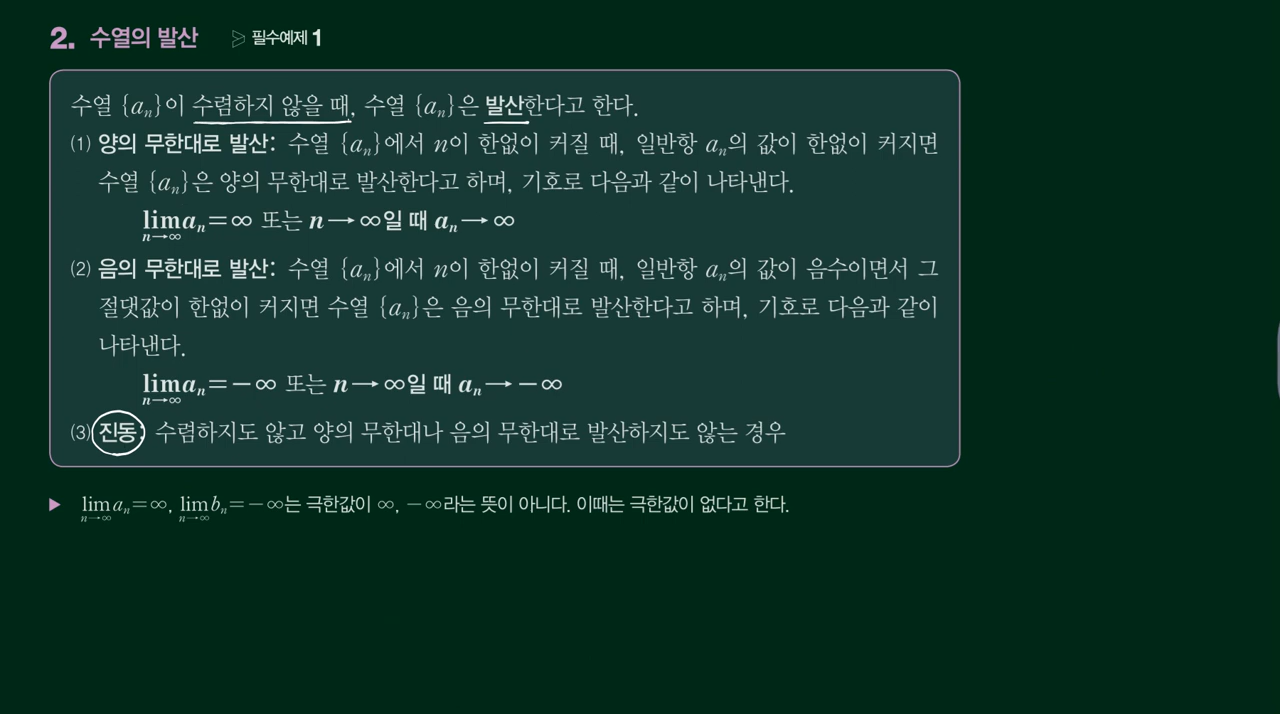 2. 수열의 발산 ▷ 필수예제 1
수열 {aₙ}이 수렴하지 않을 때, 수열 {aₙ}은 발산한다고 한다.
(1) 양의 무한대로 발산: 수열 {aₙ}에서 n이 한없이 커질 때, 일반항 aₙ의 값이 한없이 커지면
수열 {aₙ}은 양의 무한대로 발산한다고 하며, 기호로 다음과 같이 나타낸다.
lim aₙ=∞ 또는 n→∞일 때 aₙ→∞
n→∞
(2) 음의 무한대로 발산: 수열 {aₙ}에서 n이 한없이 커질 때, 일반항 aₙ의 값이 음수이면서 그
절댓값이 한없이 커지면 수열 {aₙ}은 음의 무한대로 발산한다고 하며, 기호로 다음과 같이
나타낸다.
lim aₙ=-∞ 또는 n→∞일 때 aₙ→-∞
n→∞
(3) 진동: 수렴하지도 않고 양의 무한대나 음의 무한대로 발산하지도 않는 경우
▶ lim aₙ=∞, lim bₙ=-∞는 극한값이 ∞, -∞라는 뜻이 아니다. 이때는 극한값이 없다고 한다.
n→∞ n→∞